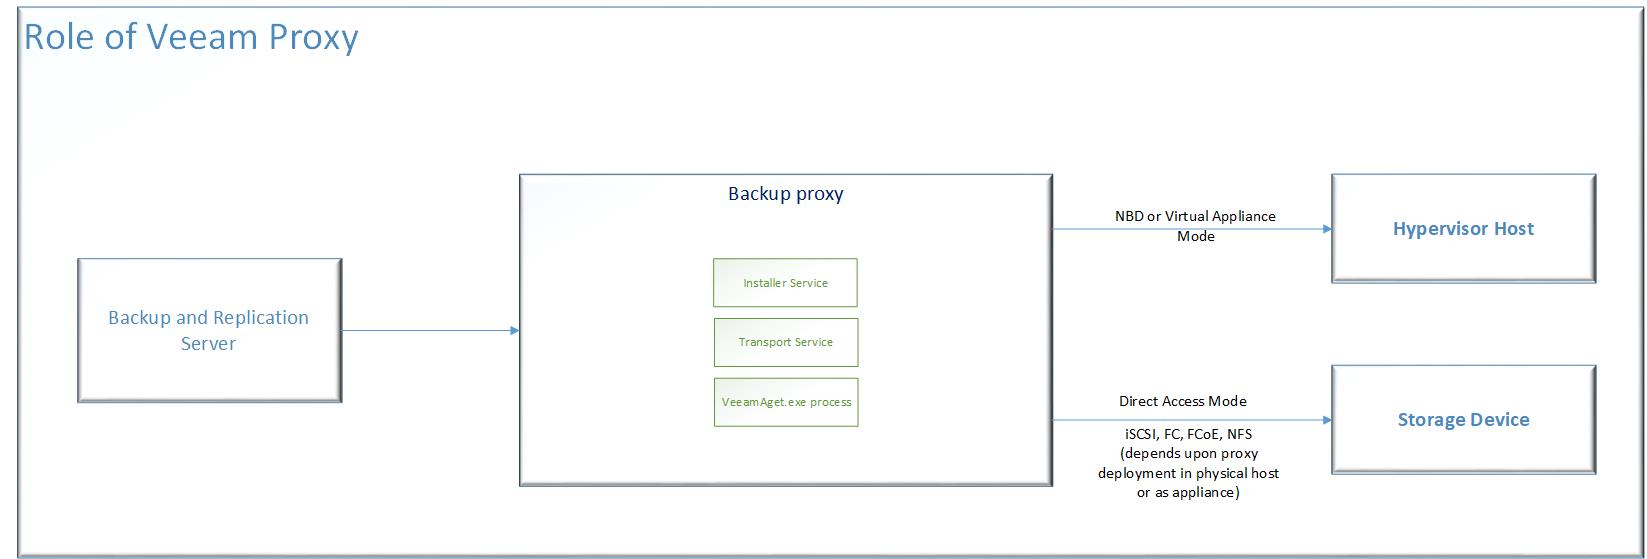 Role of Veeam Proxy
Backup and Replication
Server
Backup proxy
Installer Service
Transport Service
VeeamAget.exe process
NBD or Virtual Appliance
Mode
Hypervisor Host
Direct Access Mode
iSCSI, FC, FCoE, NFS
(depends upon proxy
deployment in physical host
or as appliance)
Storage Device